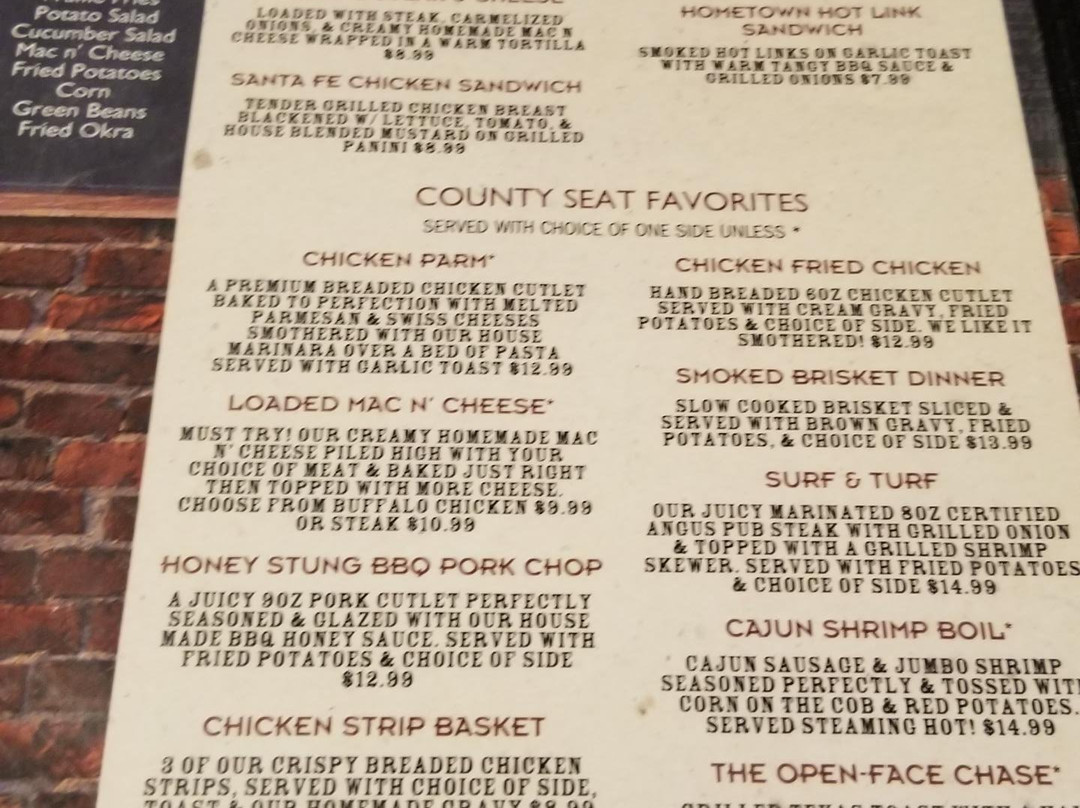 Potato Salad
Cucumber Salad
Mac n' Cheese
Fried Potatoes
Corn
Green Beans
Fried Okra
LOADED WITH STEAK, CARMELIZED
ONIONS, & CREAMY HOMEMADE MAC N
CHEESE WRAPPED IN A WARM TORTILLA
$8.99
SANTA FE CHICKEN SANDWICH
TENDER GRILLED CHICKEN BREAST
BLACKENED W/ LETTUCE, TOMATO, &
HOUSE BLENDED MUSTARD ON GRILLED
PANINI $8.99
HOMETOWN HOT LINK
SANDWICH
SMOKED HOT LINKS ON GARLIC TOAST
WITH WARM TANGY BBQ SAUCE &
GRILLED ONIONS $7.99
COUNTY SEAT FAVORITES
SERVED WITH CHOICE OF ONE SIDE UNLESS *
CHICKEN PARM*
A PREMIUM BREADED CHICKEN CUTLET
BAKED TO PERFECTION WITH MELTED
PARMESAN & SWISS CHEESES
SMOTHERED WITH OUR HOUSE
MARINARA OVER A BED OF PASTA
SERVED WITH GARLIC TOAST $12.99
LOADED MAC N' CHEESE*
MUST TRY! OUR CREAMY HOMEMADE MAC
N' CHEESE PILED HIGH WITH YOUR
CHOICE OF MEAT & BAKED JUST RIGHT
THEN TOPPED WITH MORE CHEESE.
CHOOSE FROM BUFFALO CHICKEN $9.99
OR STEAK $10.99
HONEY STUNG BBQ PORK CHOP
A JUICY 9OZ PORK CUTLET PERFECTLY
SEASONED & GLAZED WITH OUR HOUSE
MADE BBQ HONEY SAUCE. SERVED WITH
FRIED POTATOES & CHOICE OF SIDE
$12.99
CHICKEN STRIP BASKET
3 OF OUR CRISPY BREADED CHICKEN
STRIPS, SERVED WITH CHOICE OF SIDE,
TOAST & OUR HOMEMADE GRAVY $8.99
CHICKEN FRIED CHICKEN
HAND BREADED 6OZ CHICKEN CUTLET
SERVED WITH CREAM GRAVY, FRIED
POTATOES & CHOICE OF SIDE. WE LIKE IT
SMOTHERED! $12.99
SMOKED BRISKET DINNER
SLOW COOKED BRISKET SLICED &
SERVED WITH BROWN GRAVY, FRIED
POTATOES, & CHOICE OF SIDE $13.99
SURF & TURF
OUR JUICY MARINATED 8OZ CERTIFIED
ANGUS PUB STEAK WITH GRILLED ONION
& TOPPED WITH A GRILLED SHRIMP
SKEWER. SERVED WITH FRIED POTATOES
& CHOICE OF SIDE $14.99
CAJUN SHRIMP BOIL*
CAJUN SAUSAGE & JUMBO SHRIMP
SEASONED PERFECTLY & TOSSED WITH
CORN ON THE COB & RED POTATOES.
SERVED STEAMING HOT! $14.99
THE OPEN-FACE CHASE*